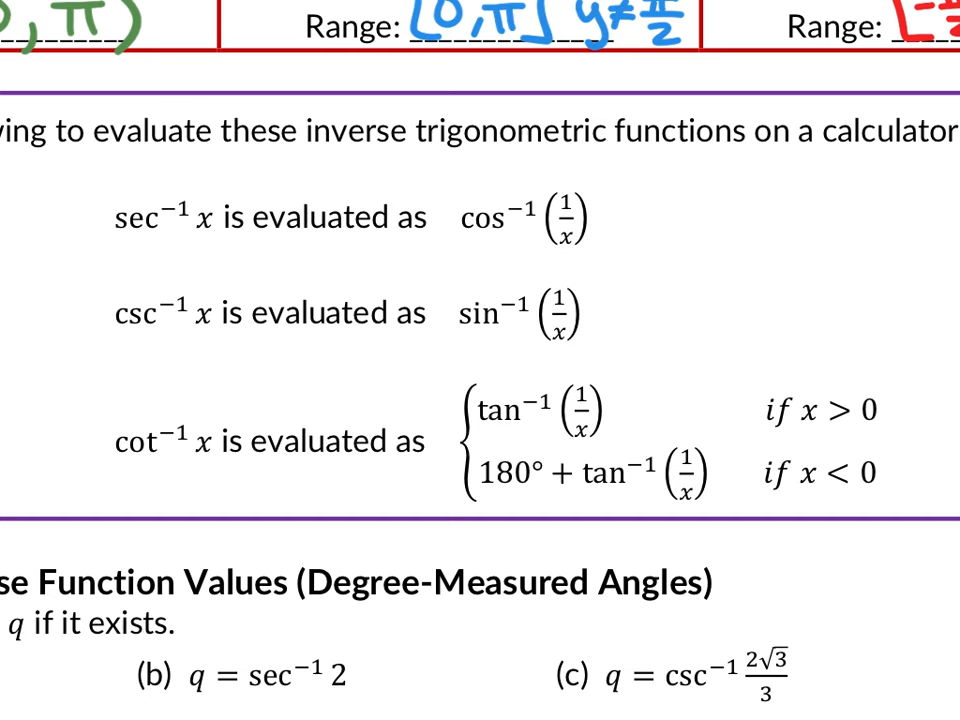 , π) Range: [0, π] y≠π/2 Range: [-
ing to evaluate these inverse trigonometric functions on a calculator
sec⁻¹ x is evaluated as cos⁻¹(1/x)
csc⁻¹ x is evaluated as sin⁻¹(1/x)
cot⁻¹ x is evaluated as { tan⁻¹(1/x) if x > 0
180° + tan⁻¹(1/x) if x < 0
se Function Values (Degree-Measured Angles)
q if it exists.
(b) q = sec⁻¹ 2 (c) q = csc⁻¹ 2√3/3